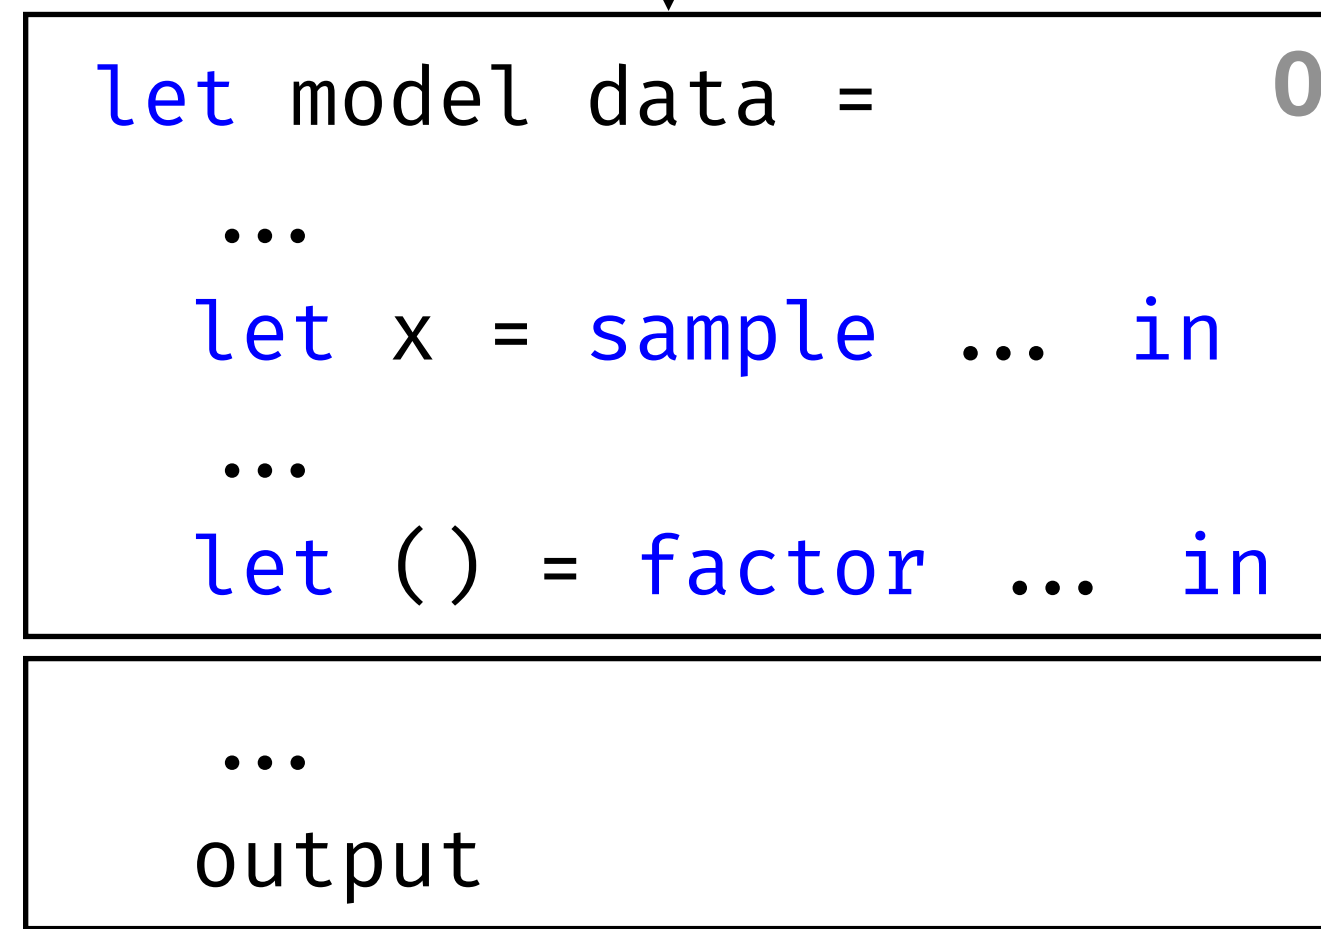 let model data =
...
let x = sample ... in
...
let () = factor ... in
...
output